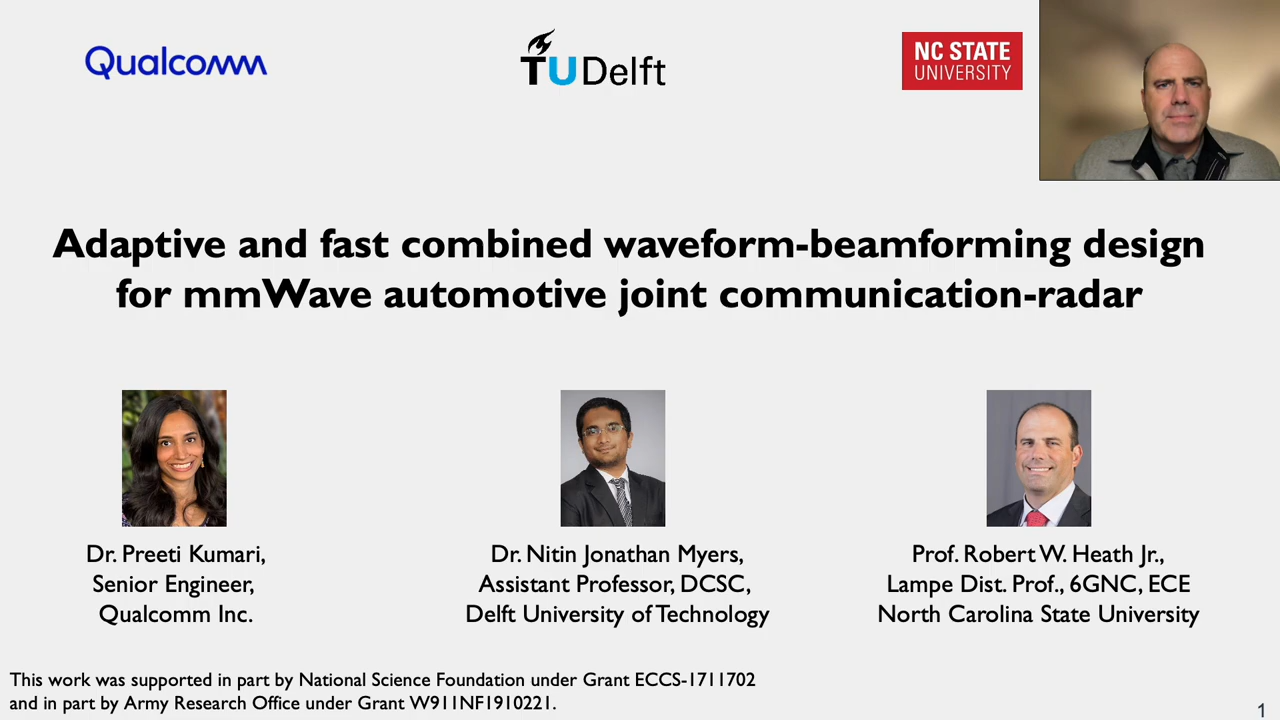 Qualcomm
TU Delft
NC STATE
UNIVERSITY
Adaptive and fast combined waveform-beamforming design
for mmWave automotive joint communication-radar
Dr. Preeti Kumari,
Senior Engineer,
Qualcomm Inc.
Dr. Nitin Jonathan Myers,
Assistant Professor, DCSC,
Delft University of Technology
Prof. Robert W. Heath Jr.,
Lampe Dist. Prof., 6GNC, ECE
North Carolina State University
This work was supported in part by National Science Foundation under Grant ECCS-1711702
and in part by Army Research Office under Grant W911NF1910221.
1